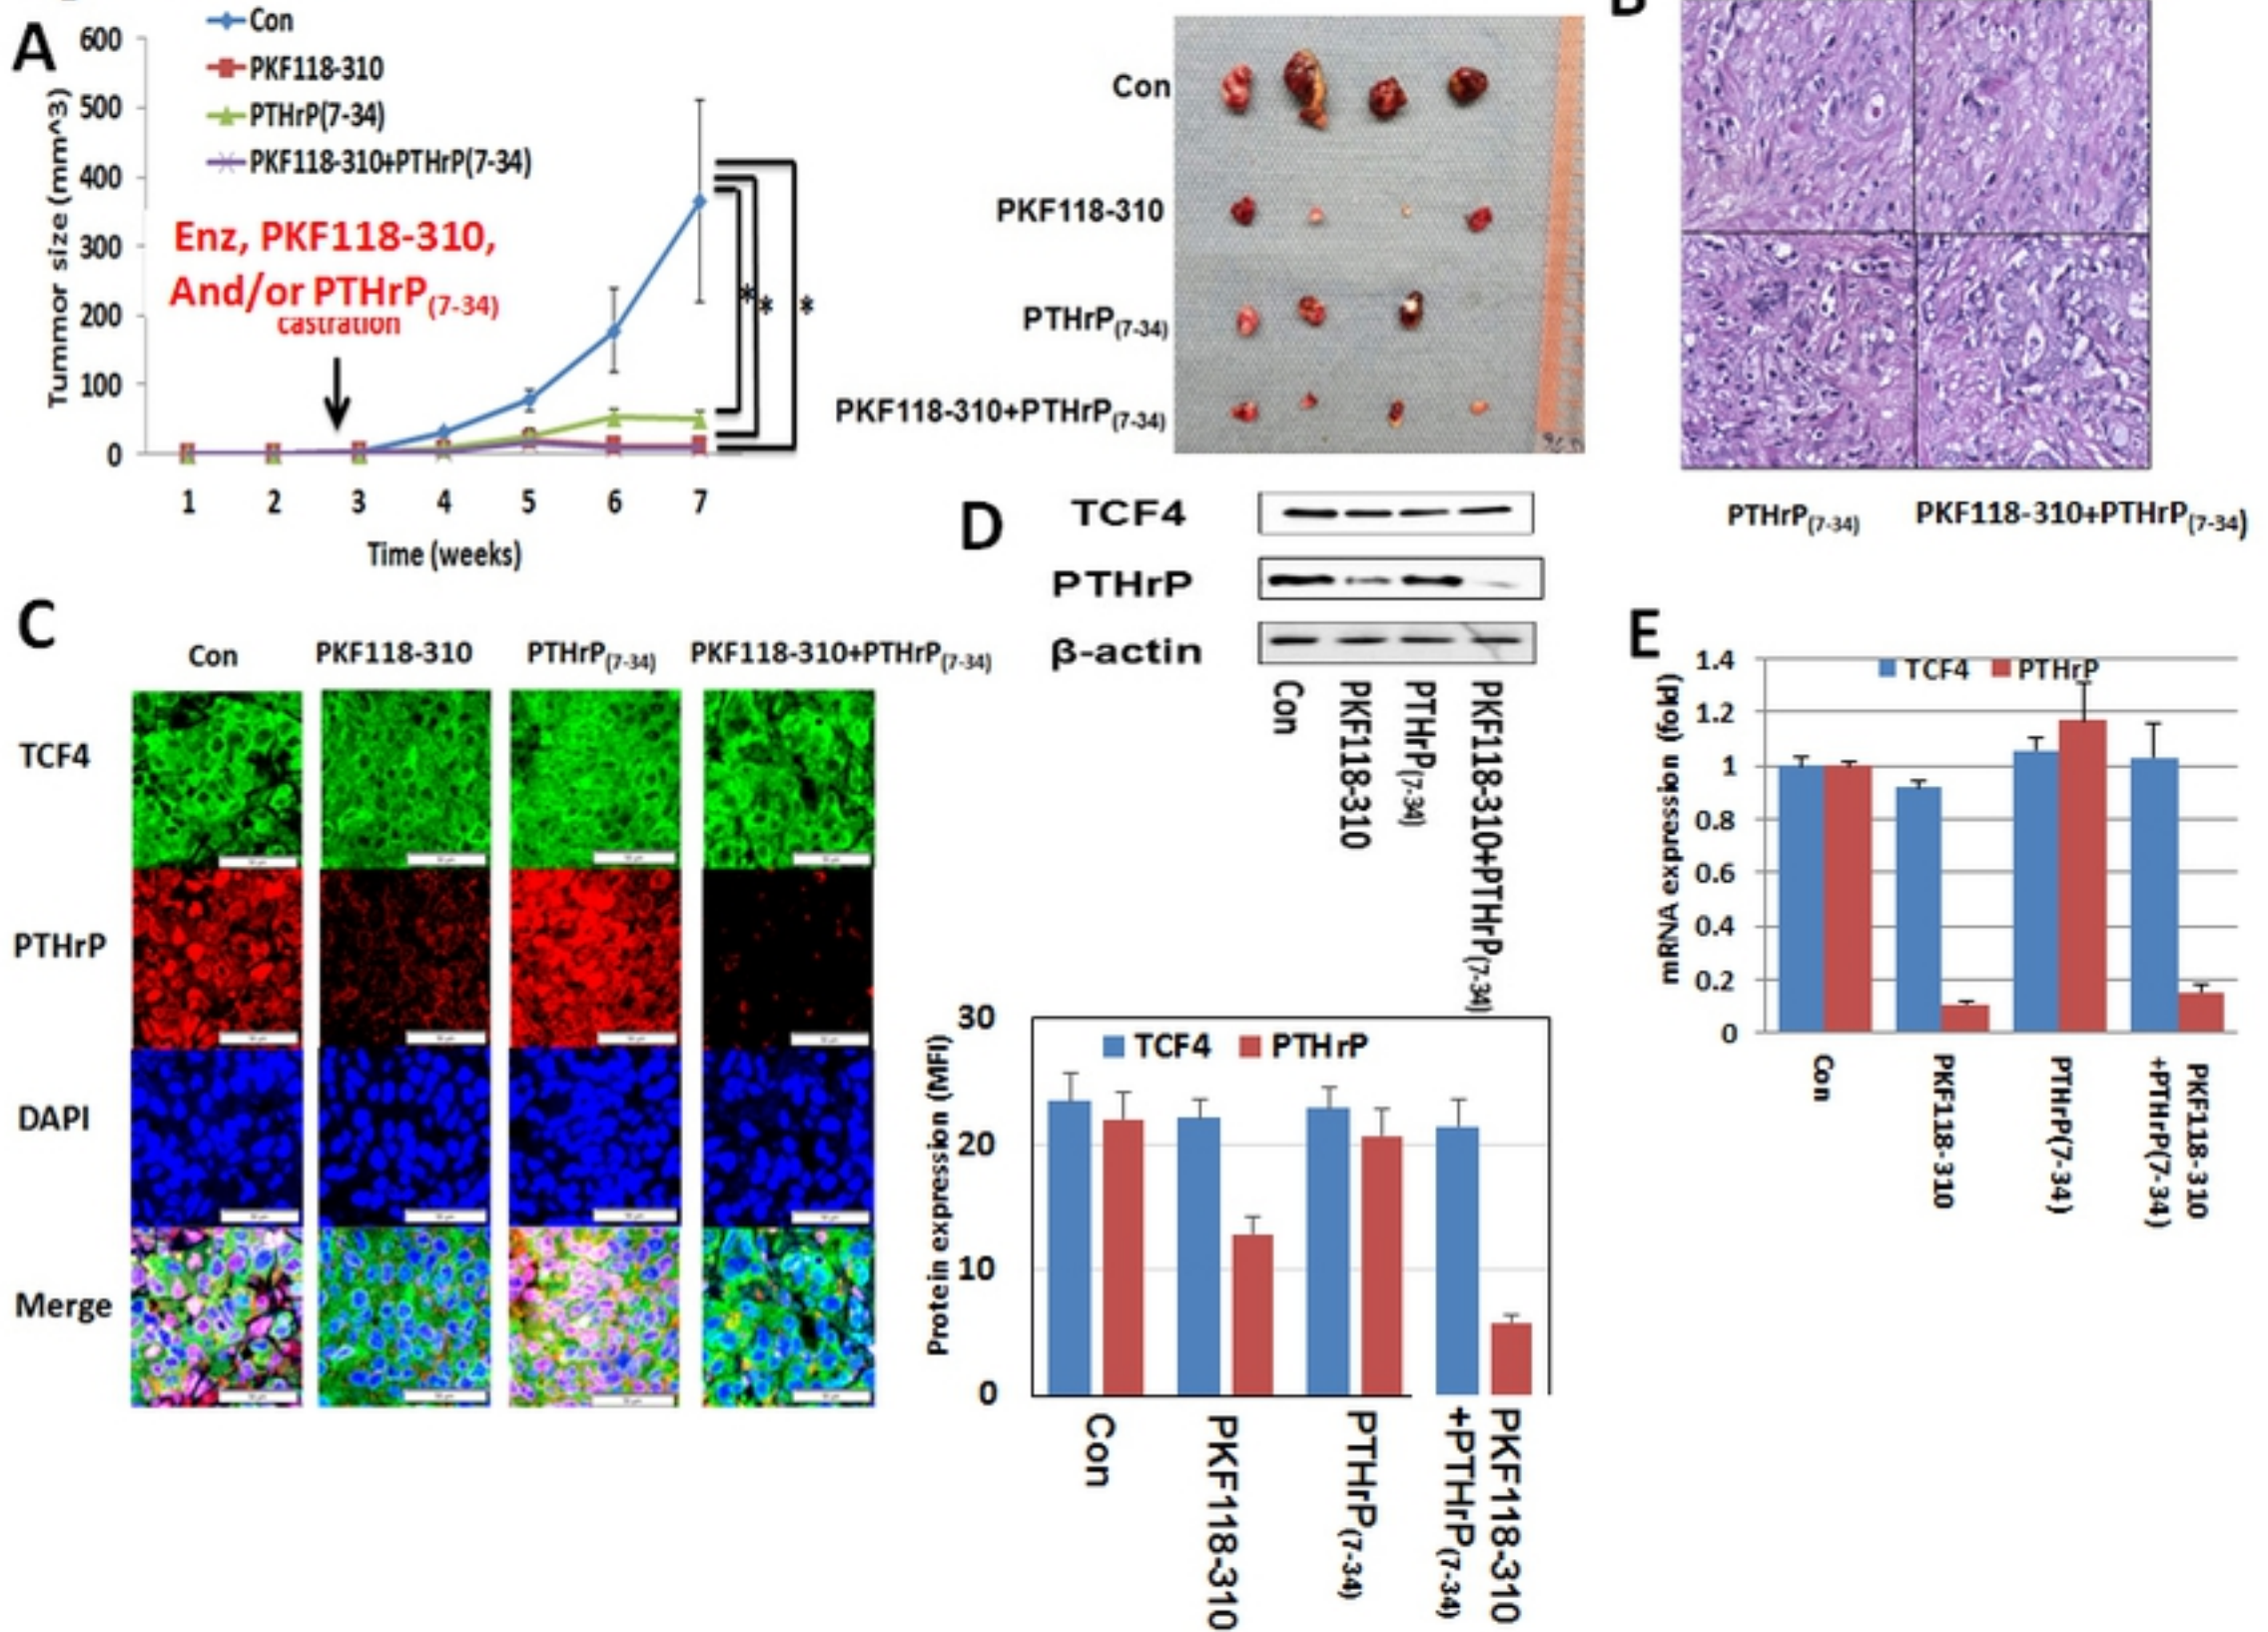 A
Tummor size (mm^3)
600
500
400
300
200
100
0
Con
PKF118-310
PTHrP(7-34)
PKF118-310+PTHrP(7-34)
Enz, PKF118-310,
And/or PTHrP(7-34)
castration
*
*
*
1 2 3 4 5 6 7
Time (weeks)
Con
PKF118-310
PTHrP(7-34)
PKF118-310+PTHrP(7-34)
B
PTHrP(7-34) PKF118-310+PTHrP(7-34)
C
Con PKF118-310 PTHrP(7-34) PKF118-310+PTHrP(7-34)
TCF4
PTHrP
DAPI
Merge
D
TCF4
PTHrP
β-actin
Con
PKF118-310
PTHrP(7-34)
PKF118-310+PTHrP(7-34)
Protein expression (MFI)
30
20
10
0
TCF4 PTHrP
Con
PKF118-310
PTHrP(7-34)
PKF118-310
+PTHrP(7-34)
E
mRNA expression (fold)
1.4
1.2
1
0.8
0.6
0.4
0.2
0
TCF4 PTHrP
Con
PKF118-310
PTHrP(7-34)
PKF118-310
+PTHrP(7-34)